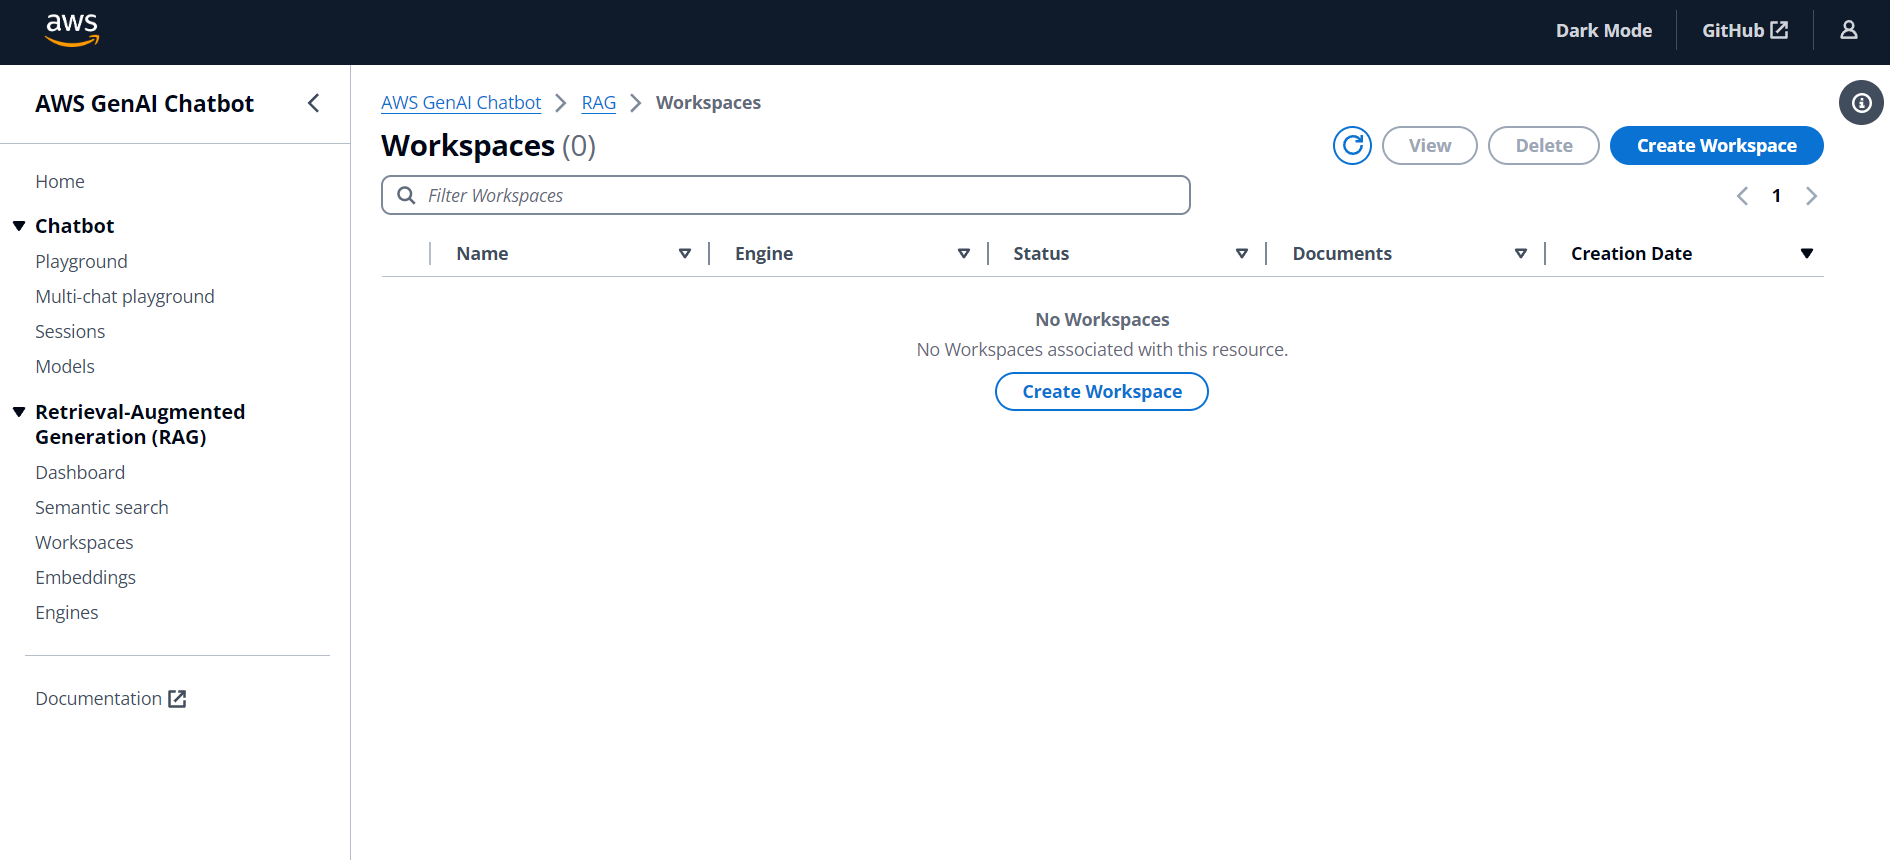 aws
Dark Mode
GitHub
AWS GenAI Chatbot
Home
Chatbot
Playground
Multi-chat playground
Sessions
Models
Retrieval-Augmented
Generation (RAG)
Dashboard
Semantic search
Workspaces
Embeddings
Engines
Documentation
AWS GenAI Chatbot > RAG > Workspaces
Workspaces (0)
View
Delete
Create Workspace
Filter Workspaces
1
Name Engine Status Documents Creation Date
No Workspaces
No Workspaces associated with this resource.
Create Workspace